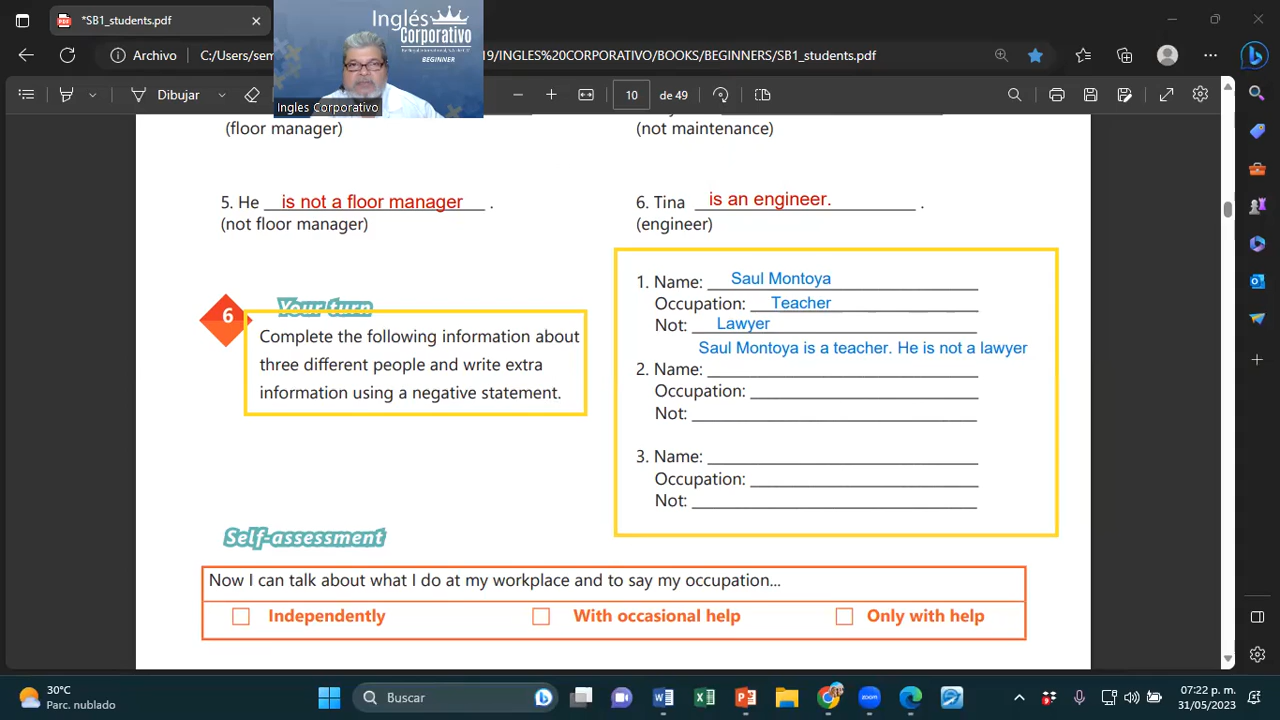 *SB1_students.pdf
Inglés
Corporativo
BEGINNER
Ingles Corporativo
Archivo
C:/Users/sem
19/INGLES%20CORPORATIVO/BOOKS/BEGINNERS/SB1_students.pdf
Dibujar
10
de 49
(floor manager)
(not maintenance)
5. He is not a floor manager .
(not floor manager)
6. Tina is an engineer. .
(engineer)
6
Your turn
Complete the following information about
three different people and write extra
information using a negative statement.
1. Name: Saul Montoya
Occupation: Teacher
Not: Lawyer
Saul Montoya is a teacher. He is not a lawyer
2. Name:
Occupation:
Not:
3. Name:
Occupation:
Not:
Self-assessment
Now I can talk about what I do at my workplace and to say my occupation...
Independently
With occasional help
Only with help
30°C
Parc. nublado
Buscar
07:22 p. m.
31/05/2023